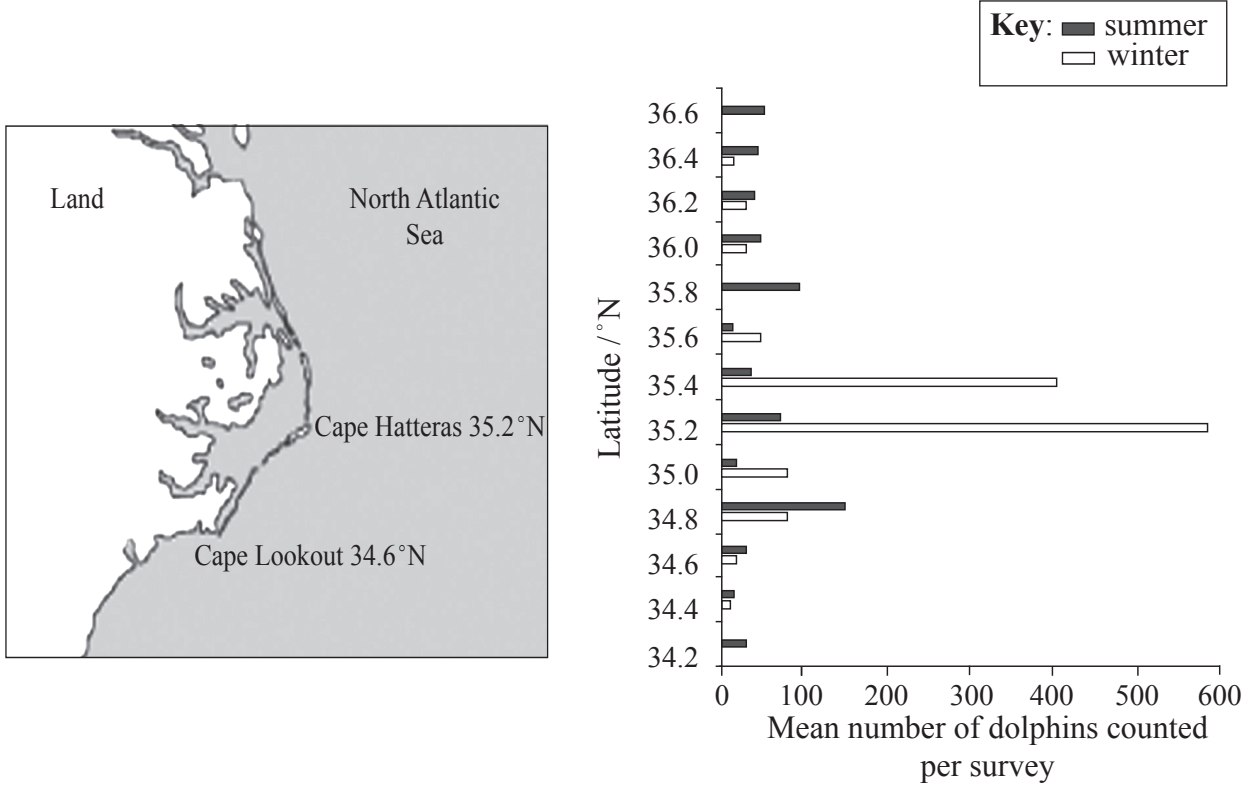 Key: summer
winter
Land
North Atlantic
Sea
Cape Hatteras 35.2°N
Cape Lookout 34.6°N
Latitude / °N
36.6
36.4
36.2
36.0
35.8
35.6
35.4
35.2
35.0
34.8
34.6
34.4
34.2
0 100 200 300 400 500 600
Mean number of dolphins counted
per survey